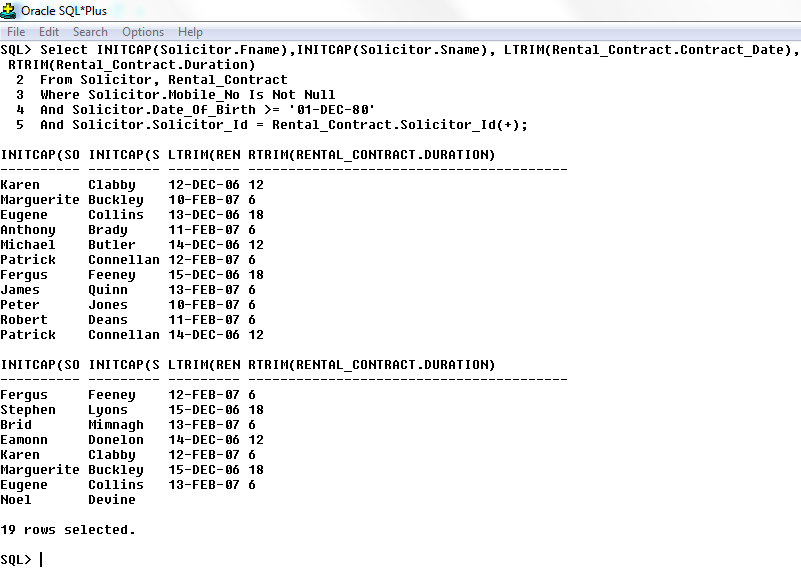 Oracle SQL*Plus
File Edit Search Options Help
SQL> Select INITCAP(Solicitor.Fname),INITCAP(Solicitor.Sname), LTRIM(Rental_Contract.Contract_Date),
RTRIM(Rental_Contract.Duration)
2 From Solicitor, Rental_Contract
3 Where Solicitor.Mobile_No Is Not Null
4 And Solicitor.Date_Of_Birth >= '01-DEC-80'
5 And Solicitor.Solicitor_Id = Rental_Contract.Solicitor_Id(+);
INITCAP(SO INITCAP(S LTRIM(REN RTRIM(RENTAL_CONTRACT.DURATION)
---------- --------- --------- ----------------------------------------
Karen Clabby 12-DEC-06 12
Marguerite Buckley 10-FEB-07 6
Eugene Collins 13-DEC-06 18
Anthony Brady 11-FEB-07 6
Michael Butler 14-DEC-06 12
Patrick Connellan 12-FEB-07 6
Fergus Feeney 15-DEC-06 18
James Quinn 13-FEB-07 6
Peter Jones 10-FEB-07 6
Robert Deans 11-FEB-07 6
Patrick Connellan 14-DEC-06 12
INITCAP(SO INITCAP(S LTRIM(REN RTRIM(RENTAL_CONTRACT.DURATION)
---------- --------- --------- ----------------------------------------
Fergus Feeney 12-FEB-07 6
Stephen Lyons 15-DEC-06 18
Brid Mimnagh 13-FEB-07 6
Eamonn Donelon 14-DEC-06 12
Karen Clabby 12-FEB-07 6
Marguerite Buckley 15-DEC-06 18
Eugene Collins 13-FEB-07 6
Noel Devine
19 rows selected.
SQL>